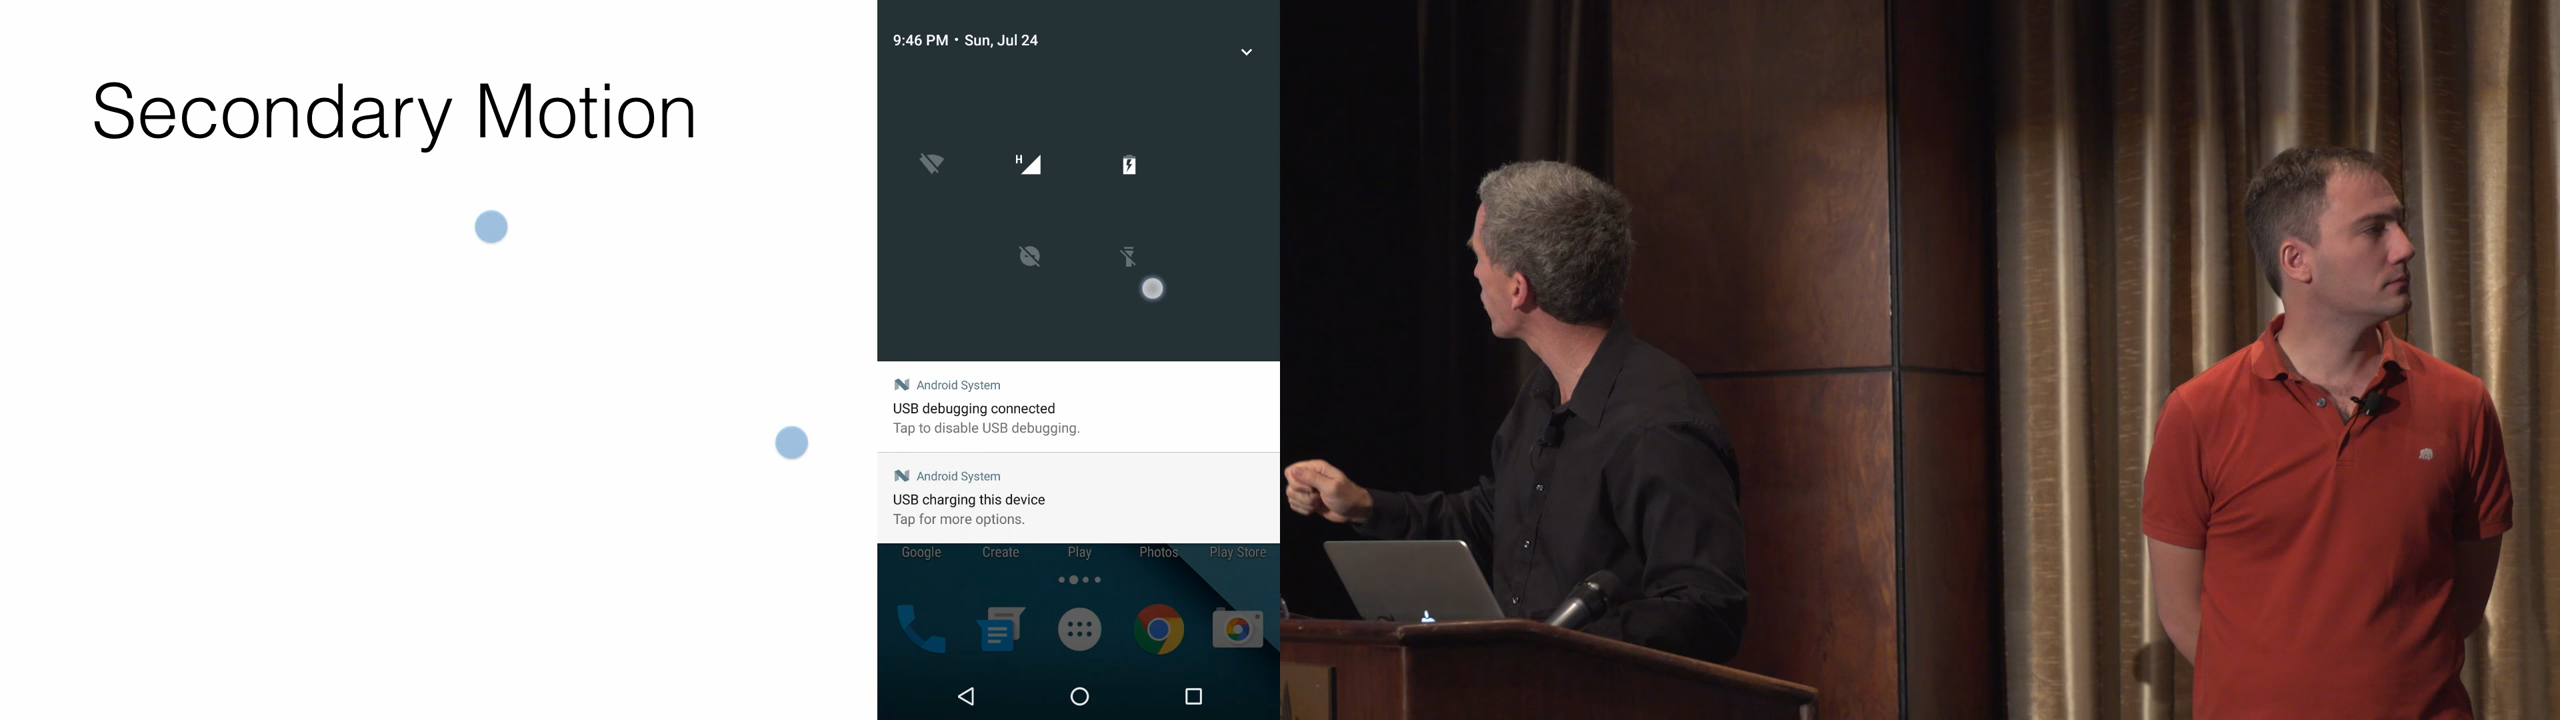 Secondary Motion
9:46 PM • Sun, Jul 24
H
Android System
USB debugging connected
Tap to disable USB debugging.
Android System
USB charging this device
Tap for more options.
Google Create Play Photos Play Store